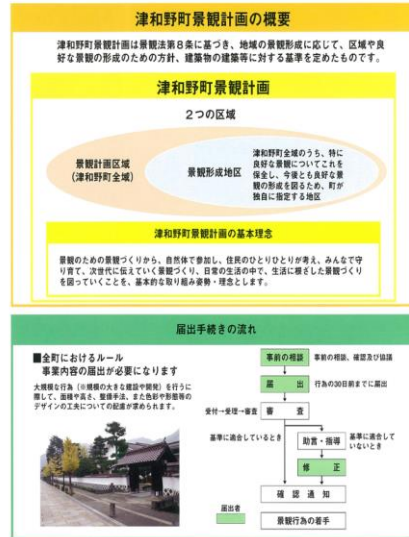 津和野町景観計画の概要
津和野町景観計画は景観法第8条に基づき、地域の景観形成に応じて、区域や良
好な景観の形成のための方針、建築物の建築等に対する基準を定めたものです。
津和野町景観計画
2つの区域
景観計画区域
(津和野町全域)
景観形成地区
津和野町全域のうち、特に
良好な景観についてこれを
保全し、今後とも良好な景
観の形成を図るため、町が
独自に指定する地区
津和野町景観計画の基本理念
景観のための景観づくりから、自然体で参加し、住民のひとりひとりが考え、みんなで守
り育て、次世代に伝えていく景観づくり、日常の生活の中で、生活に根ざした景観づくり
を図っていくことを、基本的な取り組み姿勢・理念とします。
届出手続きの流れ
■全町におけるルール
事業内容の届出が必要になります
大規模な行為(※規模の大きな建設や開発)を行うに
際して、面積や高さ、整備手法、また色彩や形態等の
デザインの工夫についての配慮が求められます。
事前の相談
事前の相談、確認及び協議
届 出
行為の30日前までに届出
受付→受理→審査
審 査
基準に適合しているとき
助言・指導
基準に適合して
いないとき
修 正
確 認 通 知
届出者
景観行為の着手